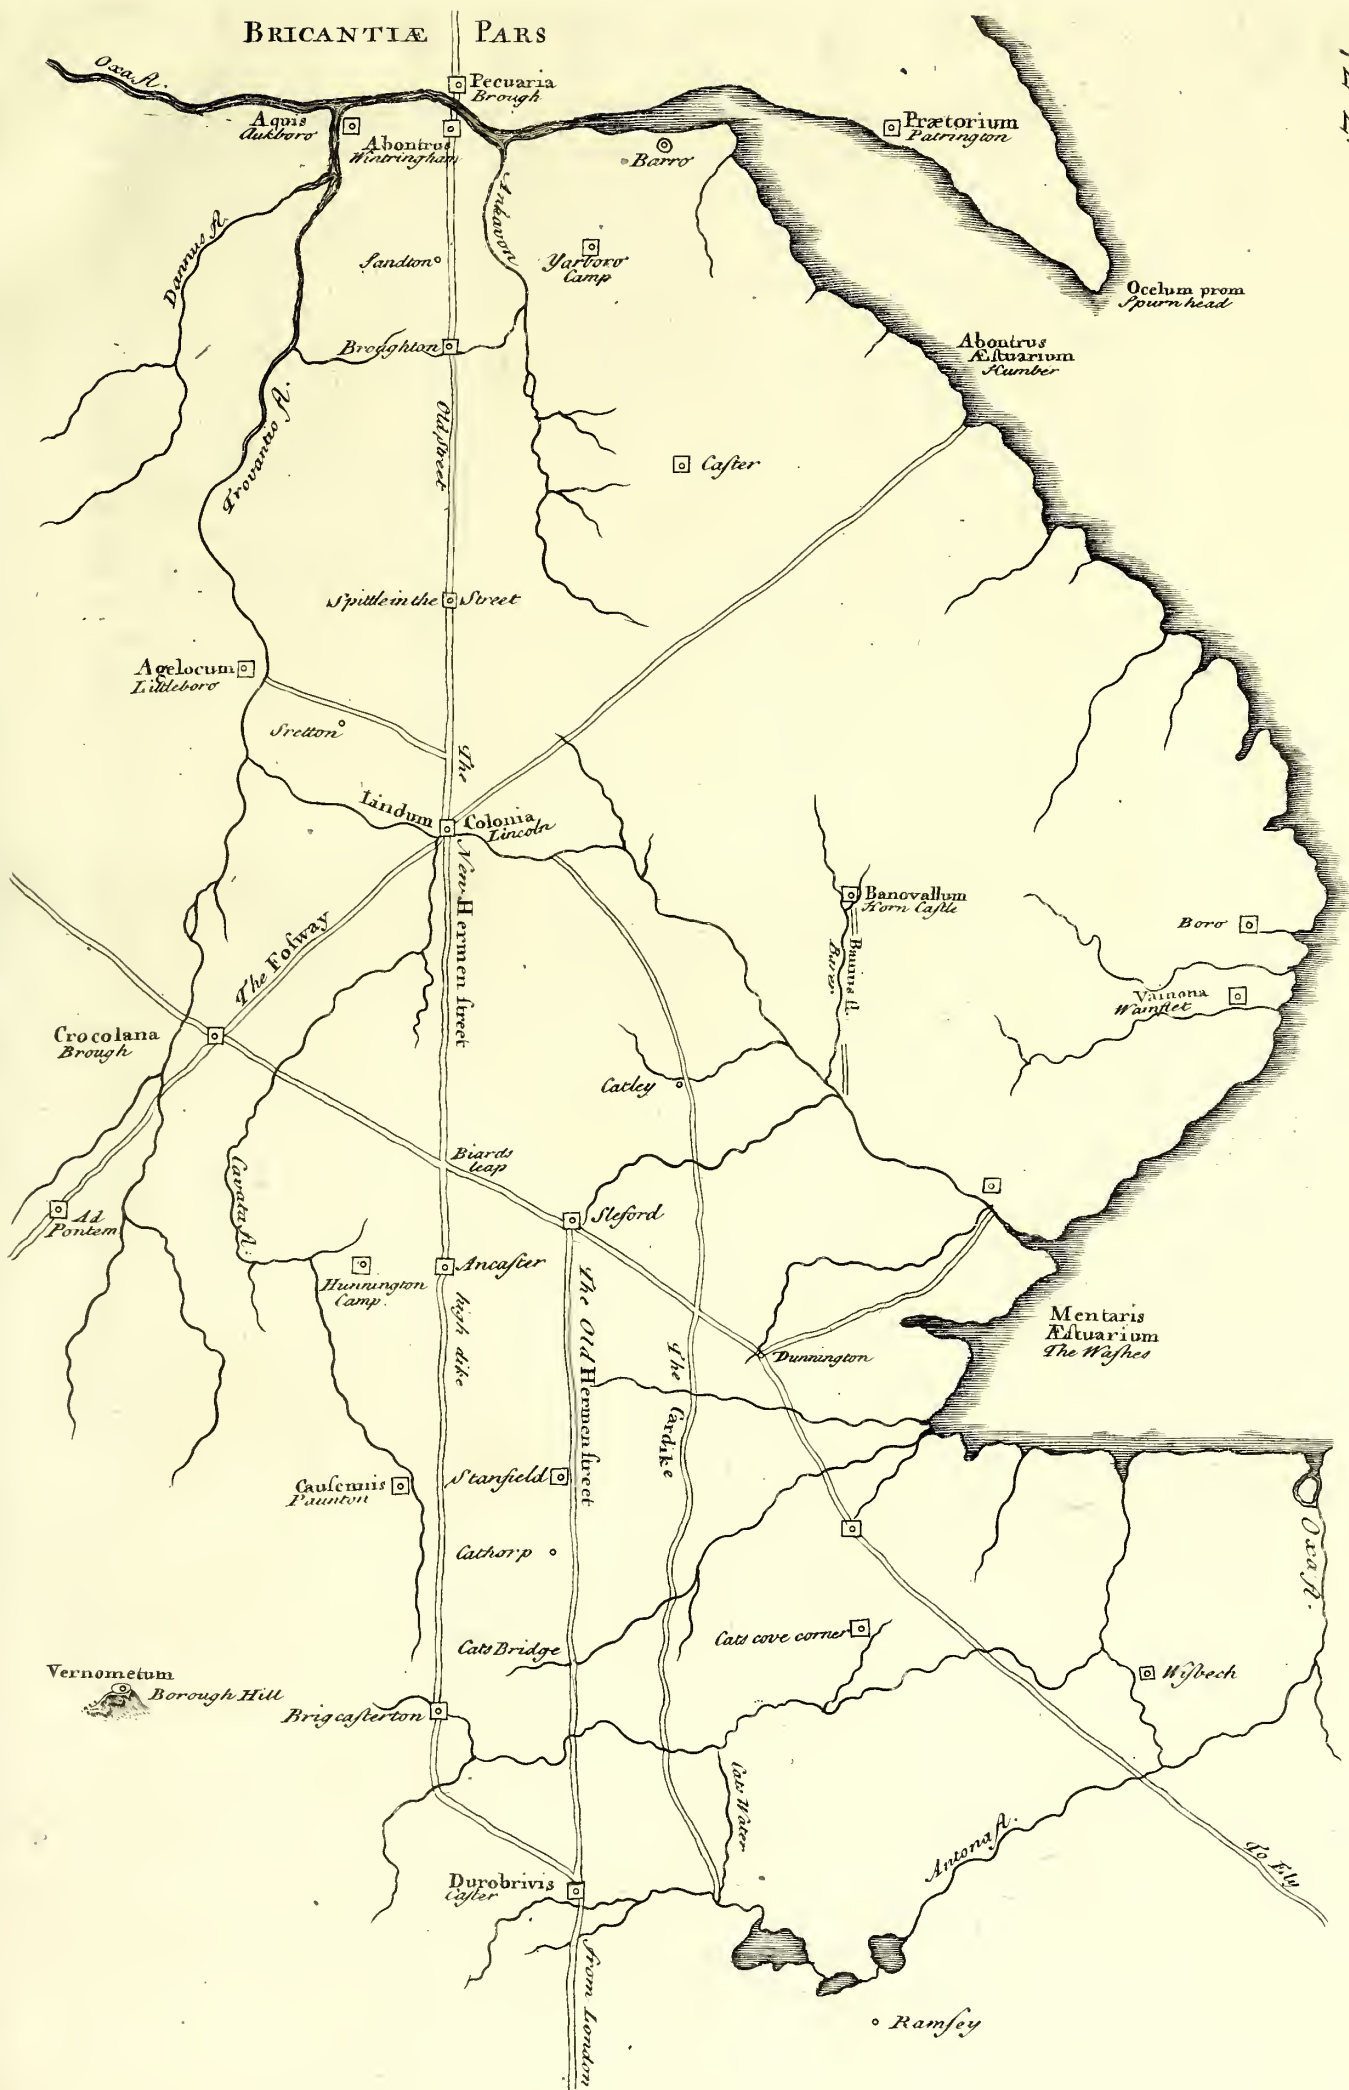 BRICANTIÆ PARS
Oxa fl.
Pecuaria
Brough
Aquis
Aukboro
Abontrus
Wintringham
Barro
Prætorium
Patrington
Ankavon
Dannus fl.
Sandton
Yarboro
Camp
Ocelum prom
Spurn head
Broughton
Abontrus
Æſtuarium
Humber
Old ſtreet
Trovantio fl.
Caſter
Spittle in the Street
Agelocum
Littleboro
Sretton
The New Hermen ſtreet
Lindum Colonia
Lincoln
Banovallum
Horn Caſtle
Boro
The Foſway
Vainona
Wainflet
Crocolana
Brough
Catley
Biards
leap
Cavata fl.
Ad
Pontem
Sleford
Hunnington
Camp.
Ancaſter
high dike
The Old Hermen ſtreet
Mentaris
Æſtuarium
The Waſhes
The Cardike
Dunnington
Cauſennis
Paunton
Stanfield
Oxa fl.
Cathorp
Cats Bridge
Cats cove corner
Wiſbech
Vernometum
Borough Hill
Brigcaſterton
Cats Water
Antona fl.
To Ely
Durobrivis
Caſter
from London
Ramſey